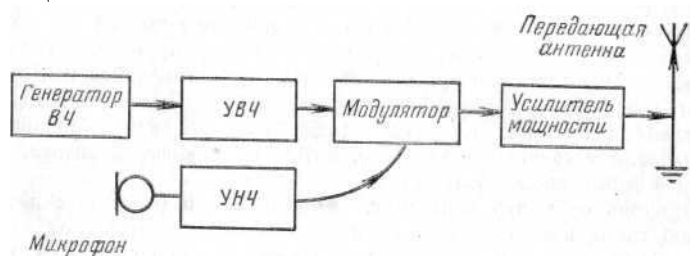 Передающая
антенна
Генератор
ВЧ
УВЧ
Модулятор
Усилитель
мощности
УНЧ
Микрофон